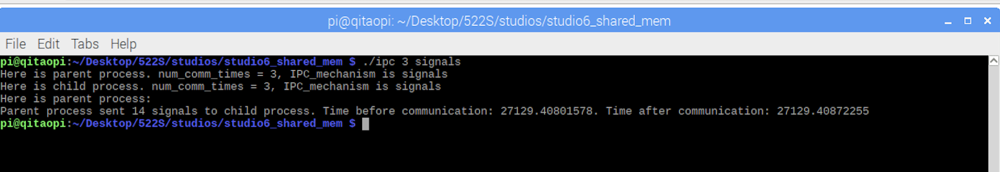 pi@qitaopi: ~/Desktop/522S/studios/studio6_shared_mem
File Edit Tabs Help
pi@qitaopi:~/Desktop/522S/studios/studio6_shared_mem $ ./ipc 3 signals
Here is parent process. num_comm_times = 3, IPC_mechanism is signals
Here is child process. num_comm_times = 3, IPC_mechanism is signals
Here is parent process:
Parent process sent 14 signals to child process. Time before communication: 27129.40801578. Time after communication: 27129.40872255
pi@qitaopi:~/Desktop/522S/studios/studio6_shared_mem $